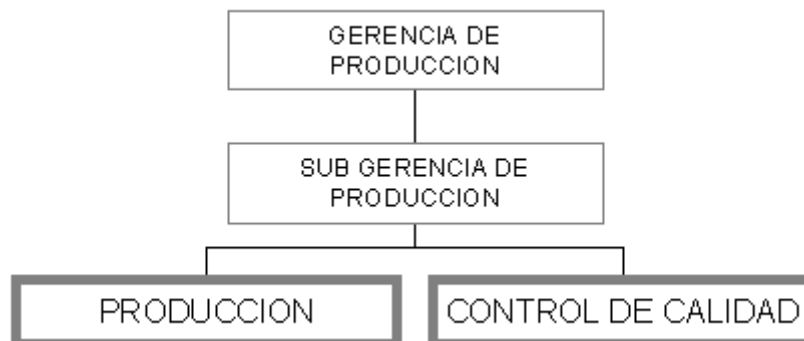 GERENCIA DE
PRODUCCION
SUB GERENCIA DE
PRODUCCION
PRODUCCION
CONTROL DE CALIDAD